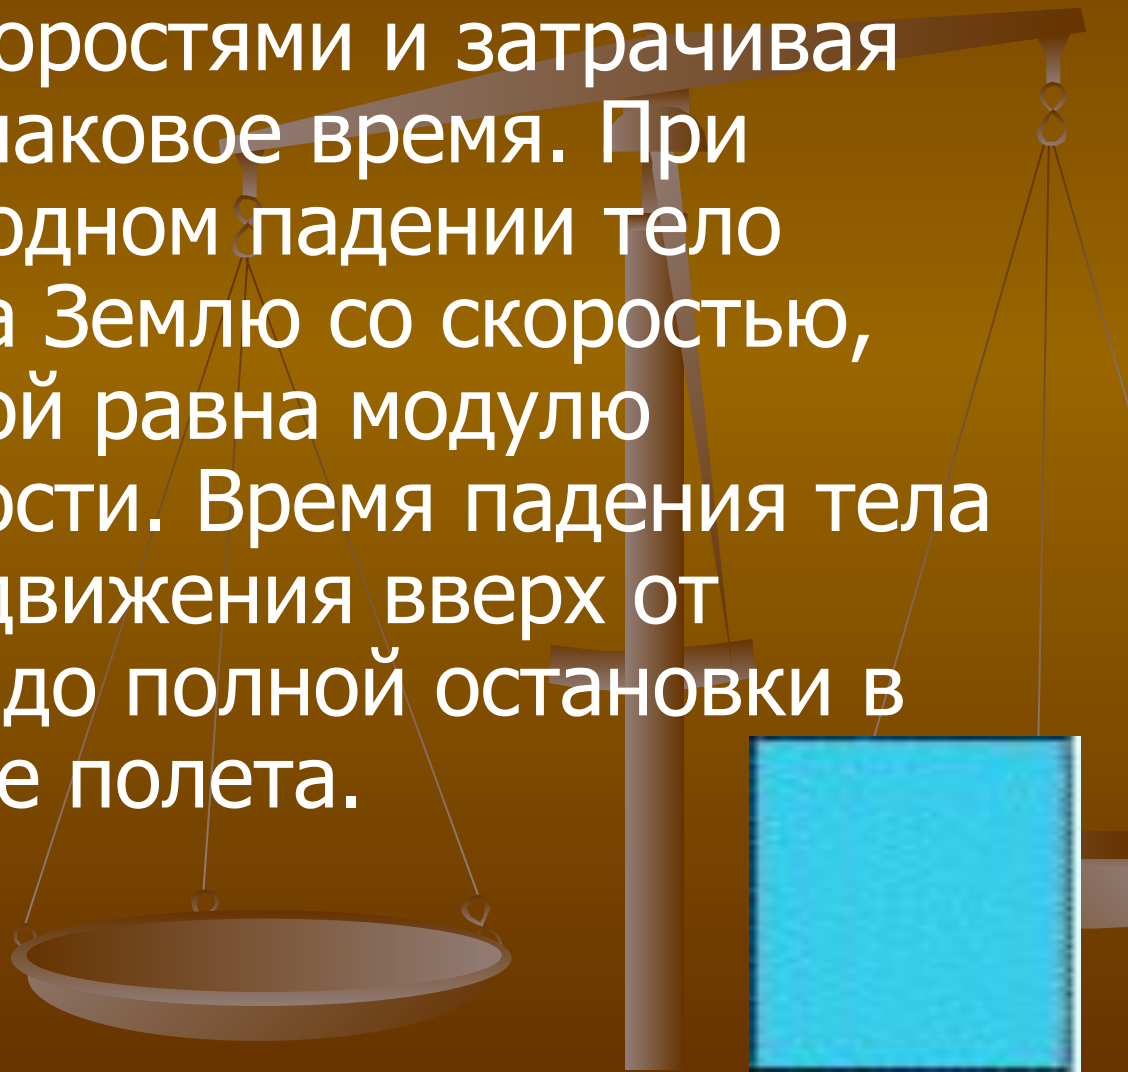 оростями и затрачивая
наковое время. При
одном падении тело
а Землю со скоростью,
ой равна модулю
ости. Время падения тела
движения вверх от
до полной остановки в
е полета.